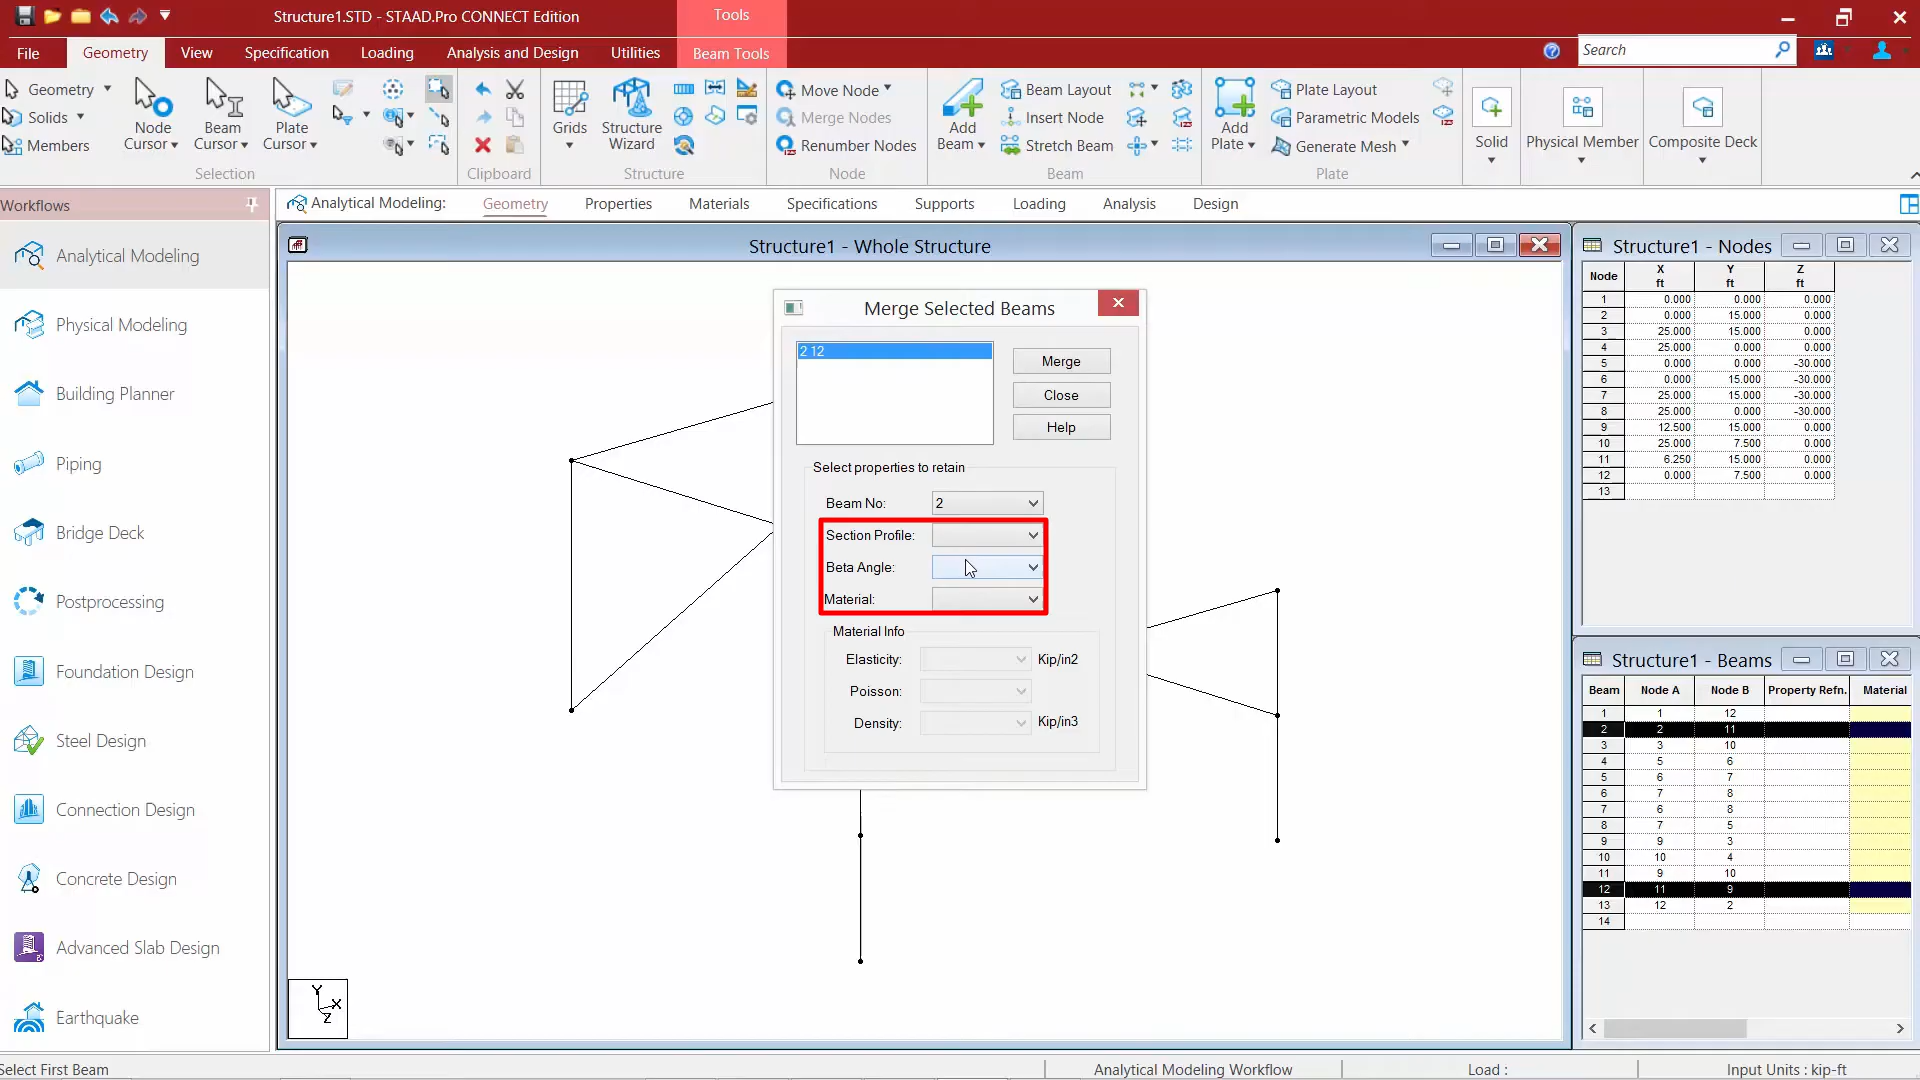 Structure1.STD - STAAD.Pro CONNECT Edition
Tools
File
Geometry
View
Specification
Loading
Analysis and Design
Utilities
Beam Tools
Search
Geometry
Solids
Members
Node Cursor
Beam Cursor
Plate Cursor
Selection
Clipboard
Grids
Structure Wizard
Structure
Move Node
Merge Nodes
Renumber Nodes
Node
Add Beam
Beam Layout
Insert Node
Stretch Beam
Beam
Add Plate
Plate Layout
Parametric Models
Generate Mesh
Plate
Solid
Physical Member
Composite Deck
Workflows
Analytical Modeling
Physical Modeling
Building Planner
Piping
Bridge Deck
Postprocessing
Foundation Design
Steel Design
Connection Design
Concrete Design
Advanced Slab Design
Earthquake
Analytical Modeling:
Geometry
Properties
Materials
Specifications
Supports
Loading
Analysis
Design
Structure1 - Whole Structure
Merge Selected Beams
2 12
Merge
Close
Help
Select properties to retain
Beam No: 2
Section Profile:
Beta Angle:
Material:
Material Info
Elasticity: Kip/in2
Poisson:
Density: Kip/in3
Y
X
Z
Structure1 - Nodes
Node X ft Y ft Z ft
1 0.000 0.000 0.000
2 0.000 15.000 0.000
3 25.000 15.000 0.000
4 25.000 0.000 0.000
5 0.000 0.000 -30.000
6 0.000 15.000 -30.000
7 25.000 15.000 -30.000
8 25.000 0.000 -30.000
9 12.500 15.000 0.000
10 25.000 7.500 0.000
11 6.250 15.000 0.000
12 0.000 7.500 0.000
13
Structure1 - Beams
Beam Node A Node B Property Refn. Material
1 1 12
2 2 11
3 3 10
4 5 6
5 6 7
6 7 8
7 6 8
8 7 5
9 9 3
10 10 4
11 9 10
12 11 9
13 12 2
14
Select First Beam
Analytical Modeling Workflow
Load :
Input Units : kip-ft